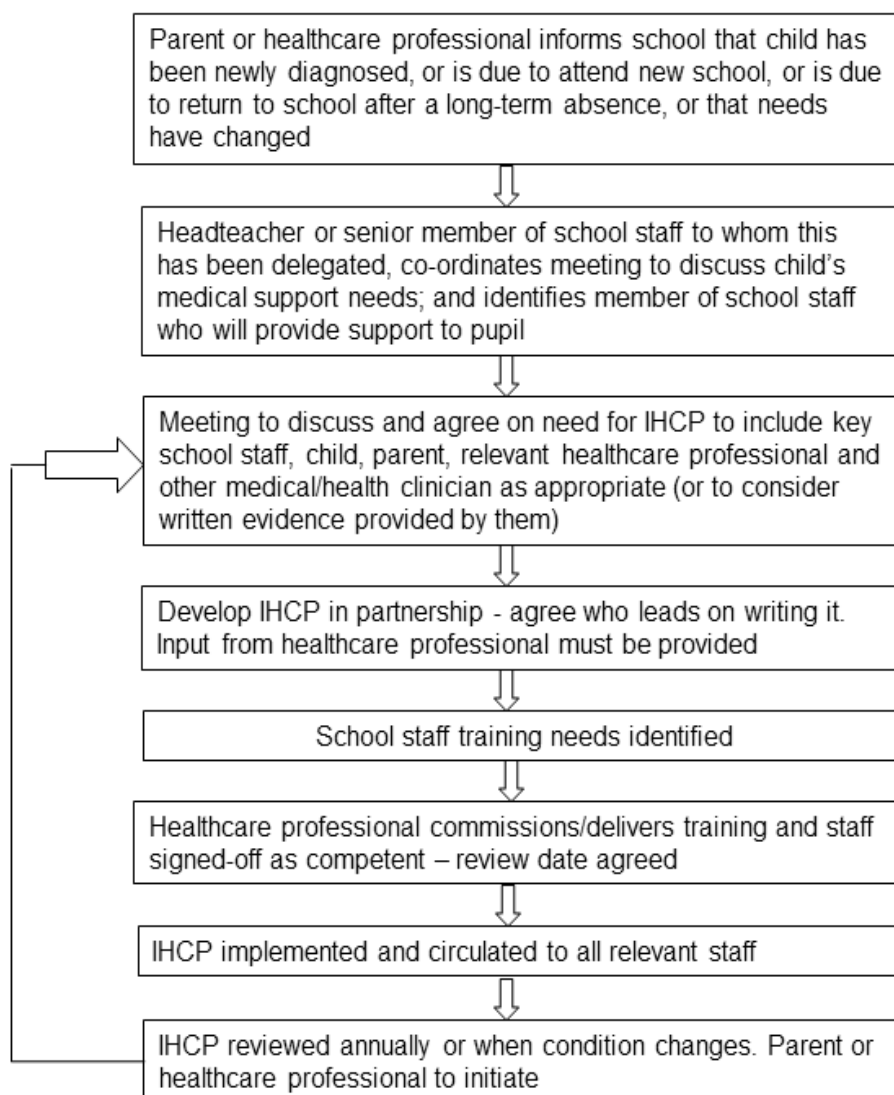 Parent or healthcare professional informs school that child has
been newly diagnosed, or is due to attend new school, or is due
to return to school after a long-term absence, or that needs
have changed
Headteacher or senior member of school staff to whom this
has been delegated, co-ordinates meeting to discuss child's
medical support needs; and identifies member of school staff
who will provide support to pupil
Meeting to discuss and agree on need for IHCP to include key
school staff, child, parent, relevant healthcare professional and
other medical/health clinician as appropriate (or to consider
written evidence provided by them)
Develop IHCP in partnership - agree who leads on writing it.
Input from healthcare professional must be provided
School staff training needs identified
Healthcare professional commissions/delivers training and staff
signed-off as competent – review date agreed
IHCP implemented and circulated to all relevant staff
IHCP reviewed annually or when condition changes. Parent or
healthcare professional to initiate